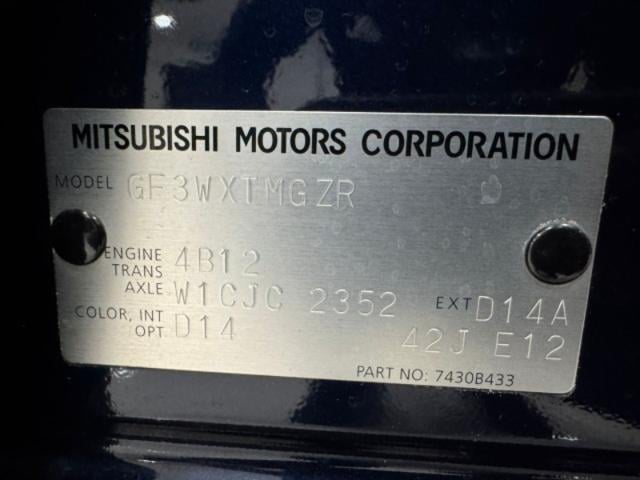 MITSUBISHI MOTORS CORPORATION
MODEL GF3WXTMGZR
ENGINE 4B12
TRANS AXLE W1CJC 2352 EXT D14A
COLOR, INT OPT D14 42J E12
PART NO: 7430B433